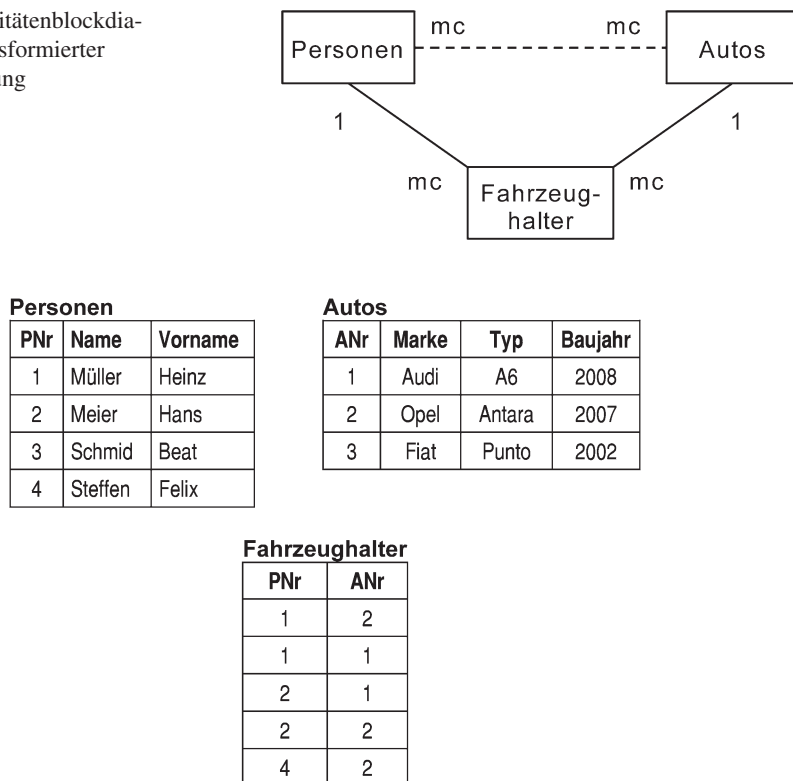 itätenblockdia-
sformierter
ung
mc mc
Personen Autos
1 1
mc mc
Fahrzeug-
halter
Personen
PNr Name Vorname
1 Müller Heinz
2 Meier Hans
3 Schmid Beat
4 Steffen Felix
Autos
ANr Marke Typ Baujahr
1 Audi A6 2008
2 Opel Antara 2007
3 Fiat Punto 2002
Fahrzeughalter
PNr ANr
1 2
1 1
2 1
2 2
4 2